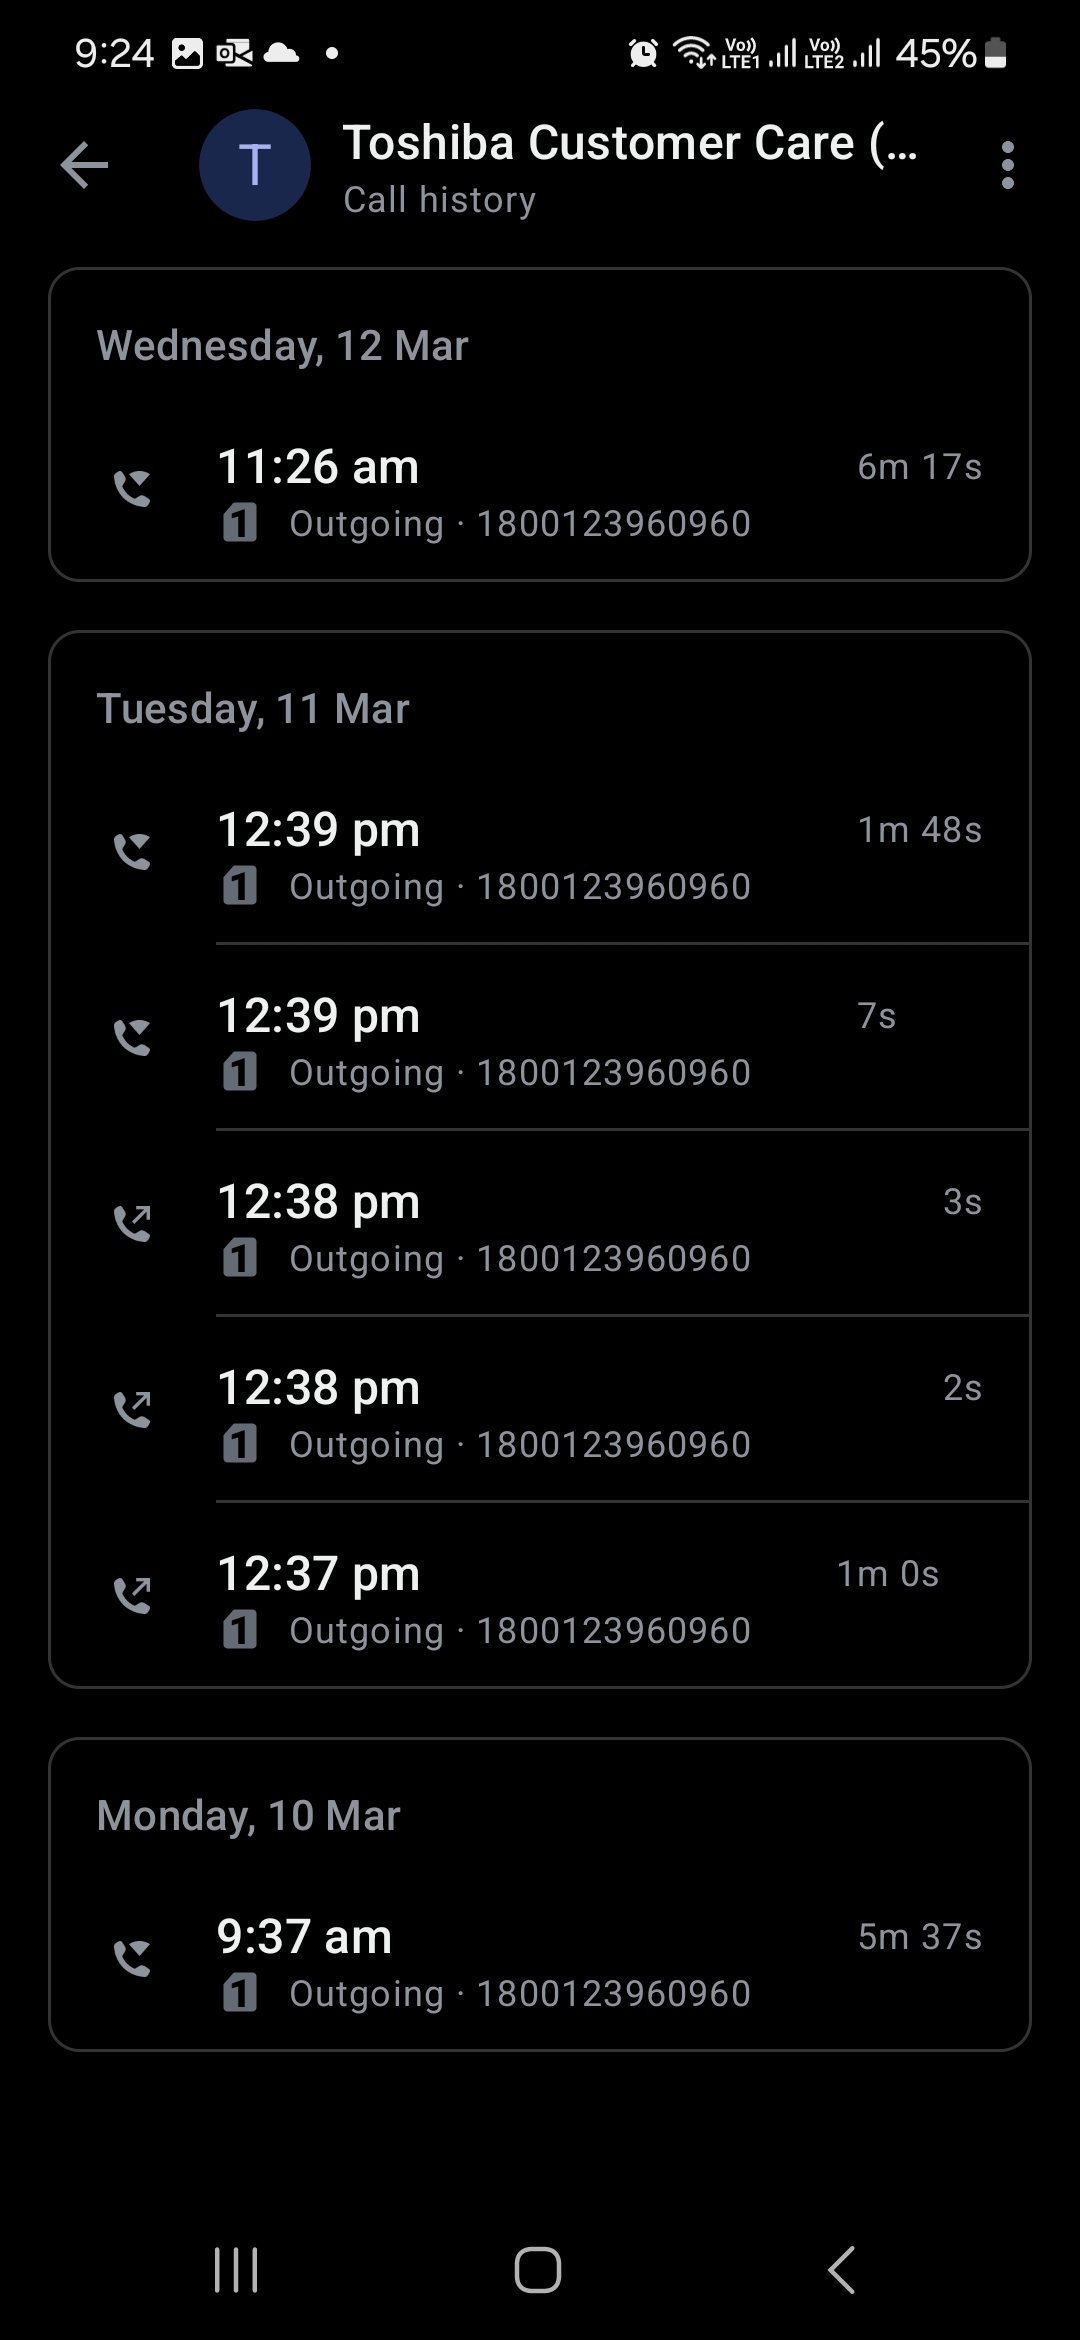 9:24
Vo)) LTE1 Vo)) LTE2 45%
T
Toshiba Customer Care (...
Call history
Wednesday, 12 Mar
11:26 am 6m 17s
1 Outgoing · 1800123960960
Tuesday, 11 Mar
12:39 pm 1m 48s
1 Outgoing · 1800123960960
12:39 pm 7s
1 Outgoing · 1800123960960
12:38 pm 3s
1 Outgoing · 1800123960960
12:38 pm 2s
1 Outgoing · 1800123960960
12:37 pm 1m 0s
1 Outgoing · 1800123960960
Monday, 10 Mar
9:37 am 5m 37s
1 Outgoing · 1800123960960